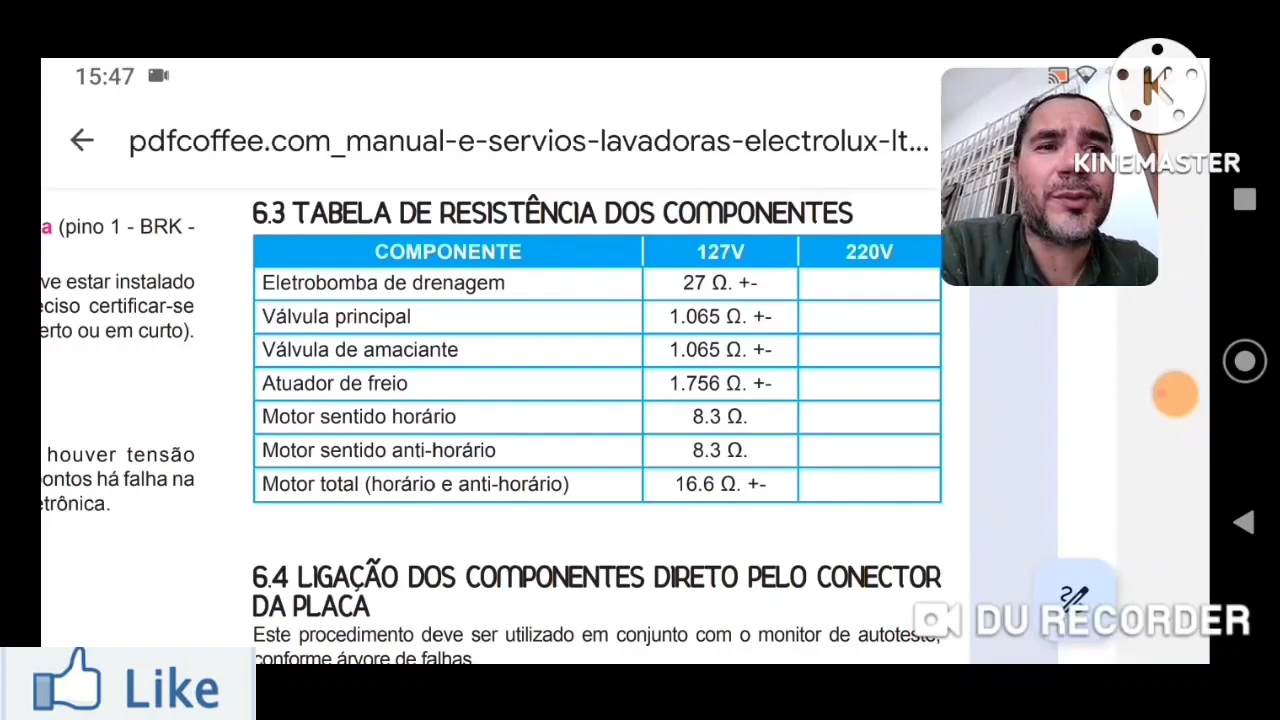 15:47
pdfcoffee.com_manual-e-servios-lavadoras-electrolux-lt...
KINEMASTER
a (pino 1 - BRK -
ve estar instalado
eciso certificar-se
erto ou em curto).
houver tensão
pontos há falha na
etrônica.
6.3 TABELA DE RESISTÊNCIA DOS COMPONENTES
COMPONENTE 127V 220V
Eletrobomba de drenagem 27 Ω. +-
Válvula principal 1.065 Ω. +-
Válvula de amaciante 1.065 Ω. +-
Atuador de freio 1.756 Ω. +-
Motor sentido horário 8.3 Ω.
Motor sentido anti-horário 8.3 Ω.
Motor total (horário e anti-horário) 16.6 Ω. +-
6.4 LIGAÇÃO DOS COMPONENTES DIRETO PELO CONECTOR
DA PLACA
Este procedimento deve ser utilizado em conjunto com o monitor de autoteste,
conforme árvore de falhas
DU RECORDER
Like